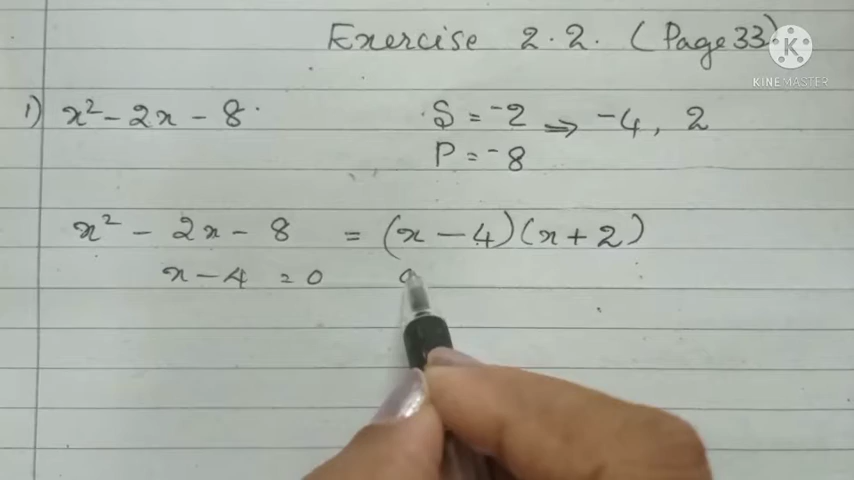 Exercise 2.2. (Page 33)
K
KINEMASTER
1) x² - 2x - 8
S = -2 ⇒ -4, 2
P = -8
x² - 2x - 8 = (x - 4)(x + 2)
x - 4 = 0